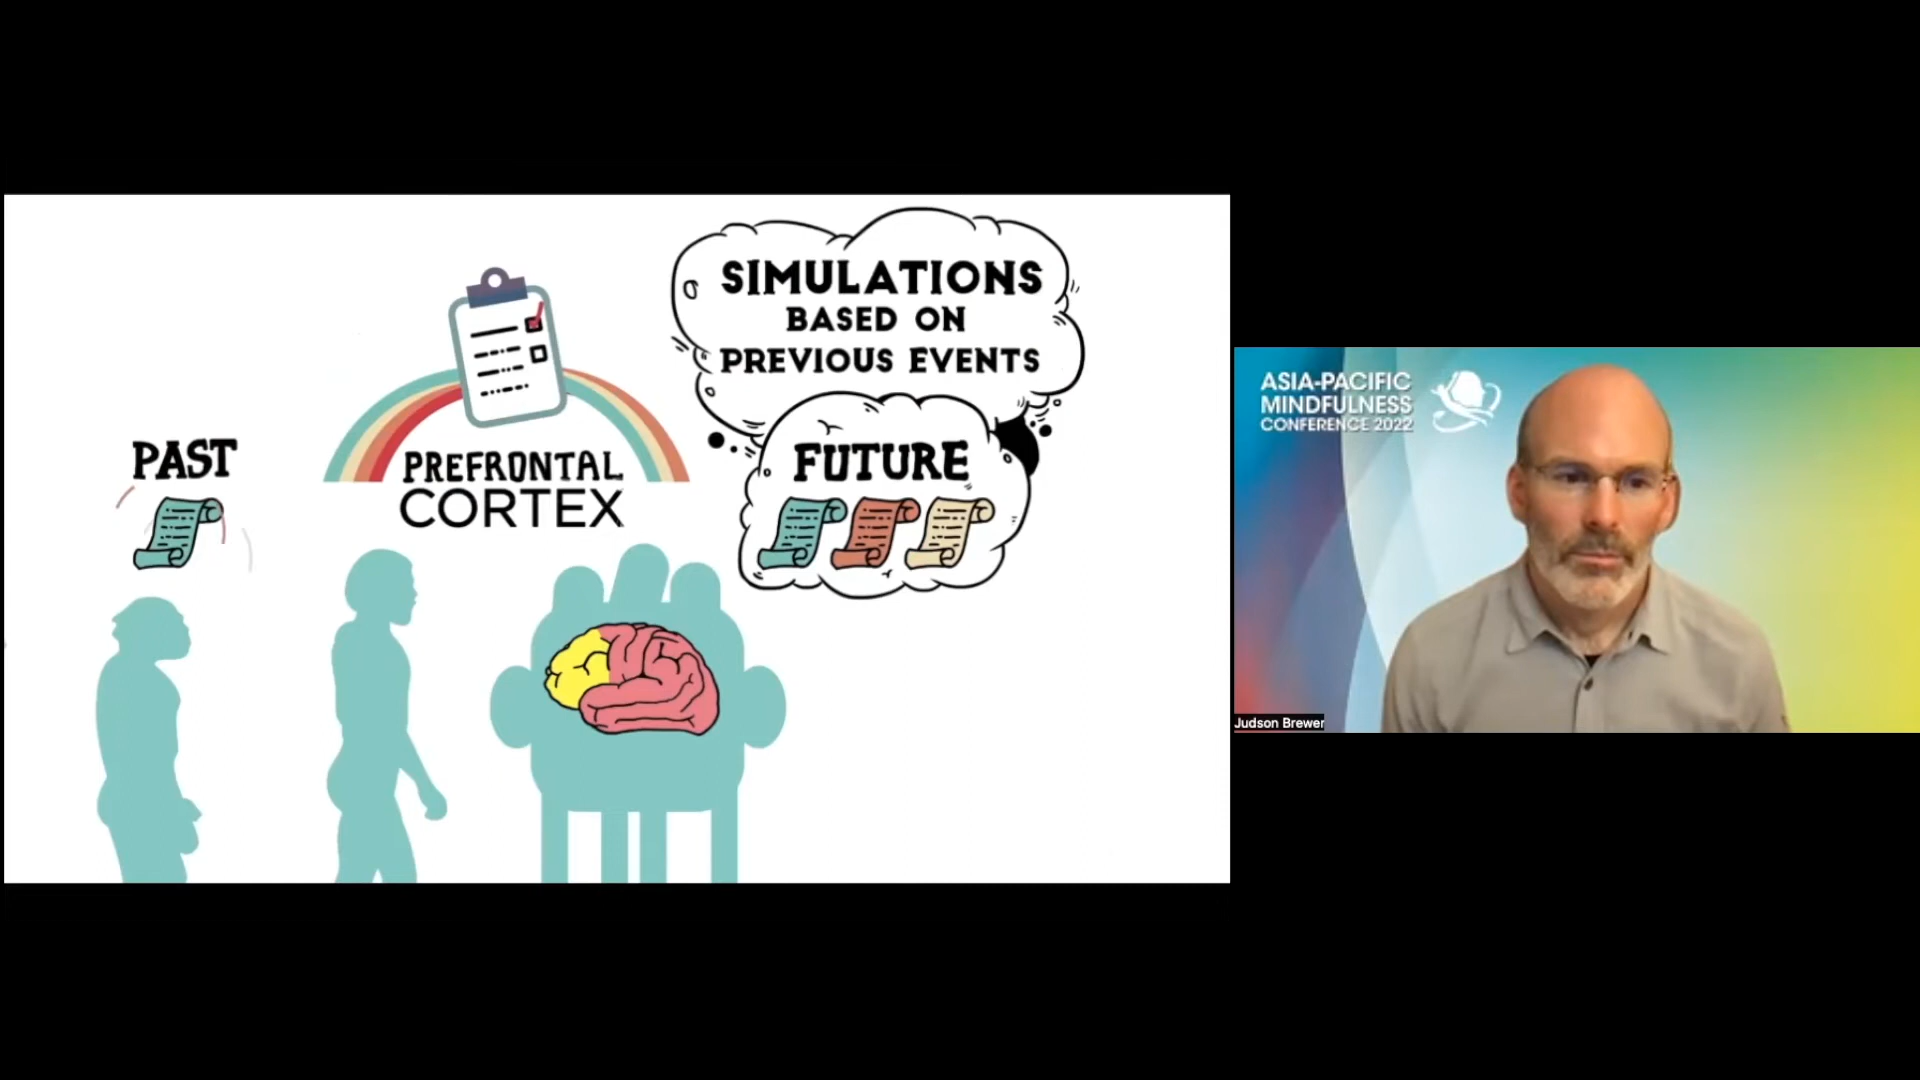 SIMULATIONS
BASED ON
PREVIOUS EVENTS
PAST
PREFRONTAL
CORTEX
FUTURE
ASIA-PACIFIC
MINDFULNESS
CONFERENCE 2022
Judson Brewer